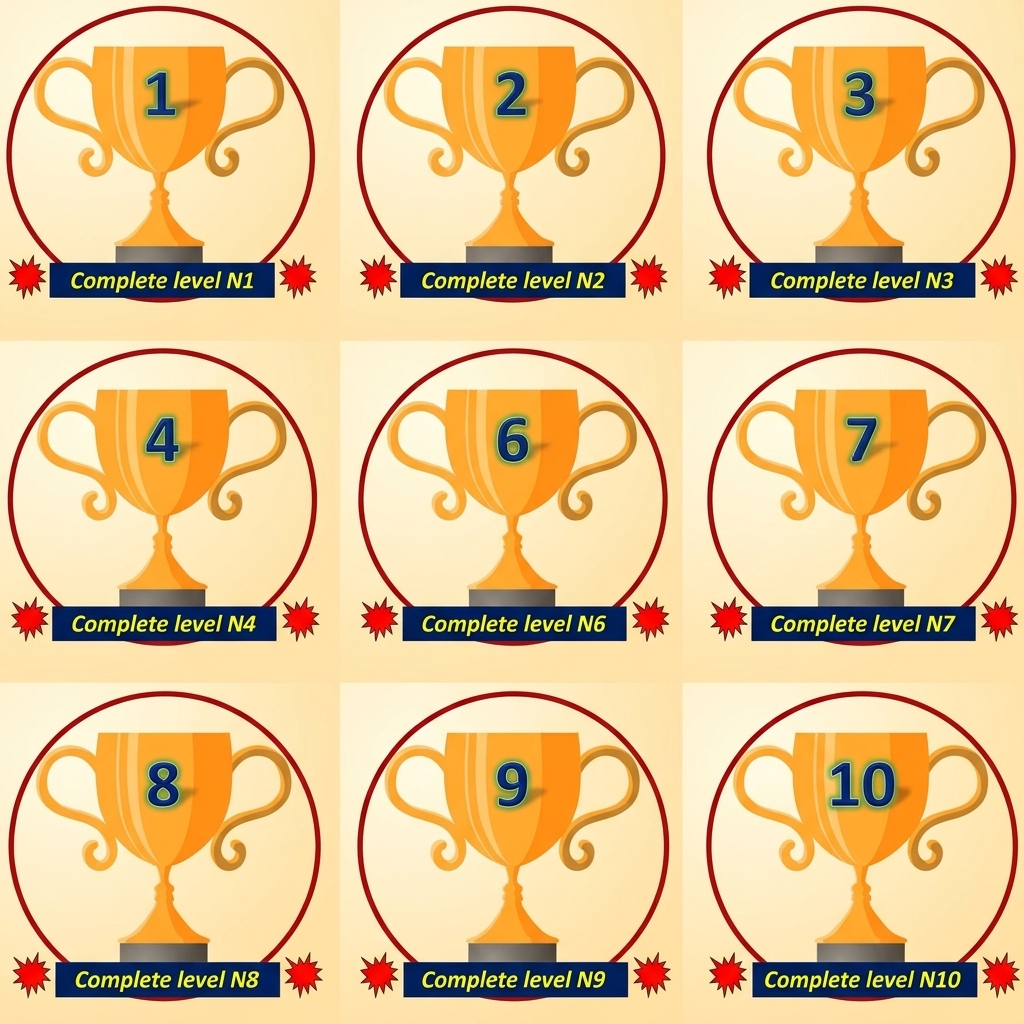 1
2
3
Complete level N1
Complete level N2
Complete level N3
4
6
7
Complete level N4
Complete level N6
Complete level N7
8
9
10
Complete level N8
Complete level N9
Complete level N10